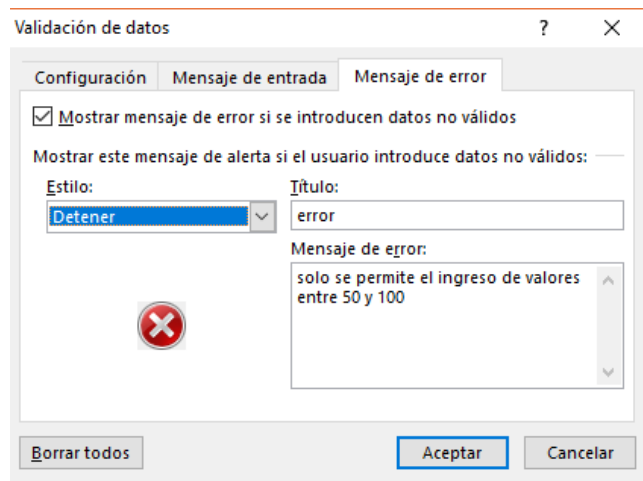 Validación de datos ? ×
Configuración Mensaje de entrada Mensaje de error
Mostrar mensaje de error si se introducen datos no válidos
Mostrar este mensaje de alerta si el usuario introduce datos no válidos:
Estilo: Título:
Detener error
Mensaje de error:
solo se permite el ingreso de valores
entre 50 y 100
Borrar todos Aceptar Cancelar